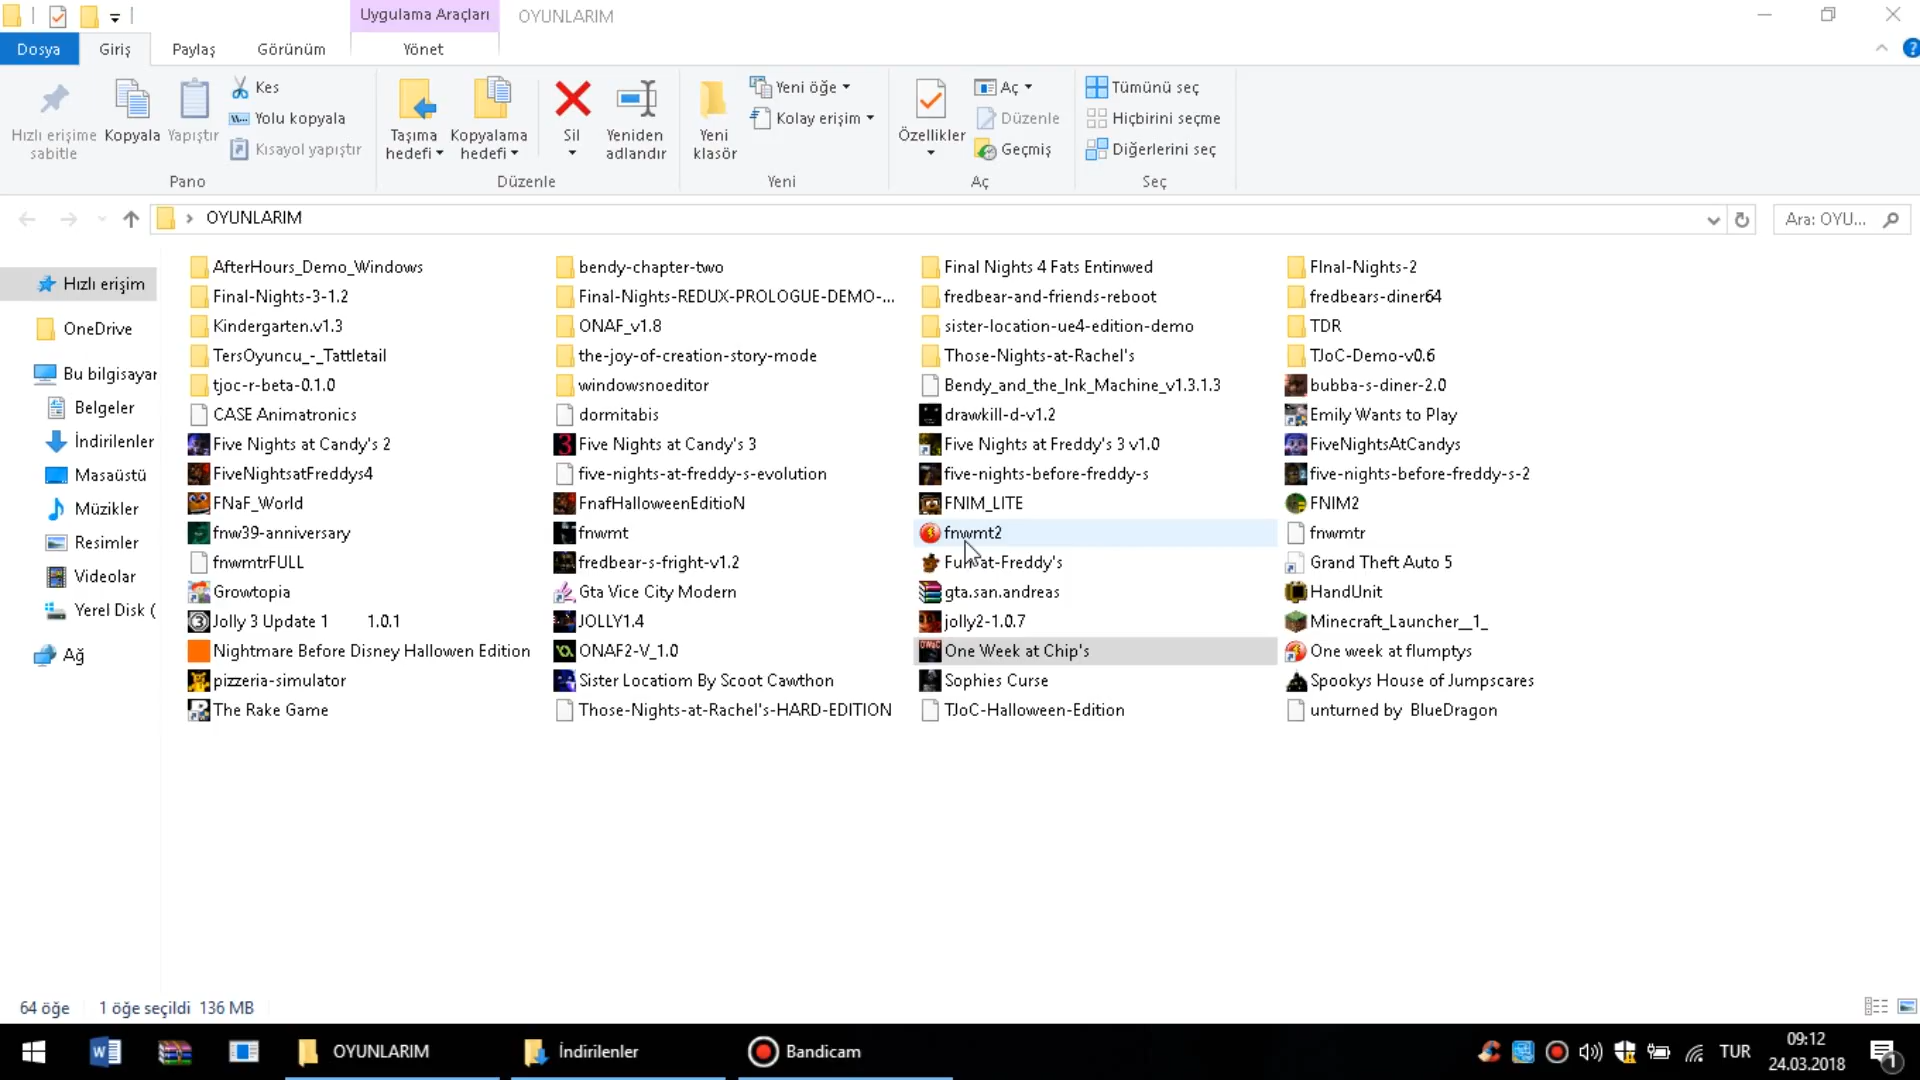 Uygulama Araçları OYUNLARIM
Dosya Giriş Paylaş Görünüm Yönet
Hızlı erişime sabitle
Kopyala
Yapıştır
Kes
Yolu kopyala
Kısayol yapıştır
Pano
Taşıma hedefi
Kopyalama hedefi
Sil
Yeniden adlandır
Düzenle
Yeni klasör
Yeni öğe
Kolay erişim
Yeni
Özellikler
Aç
Düzenle
Geçmiş
Aç
Tümünü seç
Hiçbirini seçme
Diğerlerini seç
Seç
OYUNLARIM
Ara: OYU...
Hızlı erişim
OneDrive
Bu bilgisayar
Belgeler
İndirilenler
Masaüstü
Müzikler
Resimler
Videolar
Yerel Disk (
Ağ
AfterHours_Demo_Windows bendy-chapter-two Final Nights 4 Fats Entinwed FInal-Nights-2
Final-Nights-3-1.2 Final-Nights-REDUX-PROLOGUE-DEMO-... fredbear-and-friends-reboot fredbears-diner64
Kindergarten.v1.3 ONAF_v1.8 sister-location-ue4-edition-demo TDR
TersOyuncu_-_Tattletail the-joy-of-creation-story-mode Those-Nights-at-Rachel's TJoC-Demo-v0.6
tjoc-r-beta-0.1.0 windowsnoeditor Bendy_and_the_Ink_Machine_v1.3.1.3 bubba-s-diner-2.0
CASE Animatronics dormitabis drawkill-d-v1.2 Emily Wants to Play
Five Nights at Candy's 2 Five Nights at Candy's 3 Five Nights at Freddy's 3 v1.0 FiveNightsAtCandys
FiveNightsatFreddys4 five-nights-at-freddy-s-evolution five-nights-before-freddy-s five-nights-before-freddy-s-2
FNaF_World FnafHalloweenEditioN FNIM_LITE FNIM2
fnw39-anniversary fnwmt fnwmt2 fnwmtr
fnwmtrFULL fredbear-s-fright-v1.2 Fun-at-Freddy's Grand Theft Auto 5
Growtopia Gta Vice City Modern gta.san.andreas HandUnit
Jolly 3 Update 1 1.0.1 JOLLY1.4 jolly2-1.0.7 Minecraft_Launcher__1_
Nightmare Before Disney Hallowen Edition ONAF2-V_1.0 One Week at Chip's One week at flumptys
pizzeria-simulator Sister Locatiom By Scoot Cawthon Sophies Curse Spookys House of Jumpscares
The Rake Game Those-Nights-at-Rachel's-HARD-EDITION TJoC-Halloween-Edition unturned by BlueDragon
64 öğe 1 öğe seçildi 136 MB
OYUNLARIM İndirilenler Bandicam TUR 09:12
24.03.2018 1